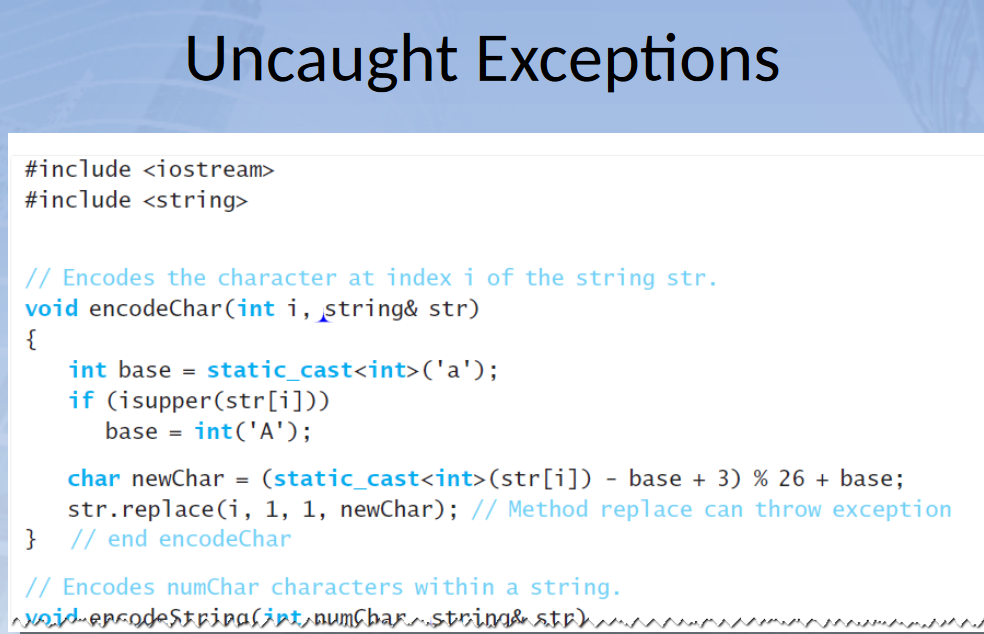 Uncaught Exceptions
#include <iostream>
#include <string>
// Encodes the character at index i of the string str.
void encodeChar(int i, string& str)
{
int base = static_cast<int>('a');
if (isupper(str[i]))
base = int('A');
char newChar = (static_cast<int>(str[i]) - base + 3) % 26 + base;
str.replace(i, 1, 1, newChar); // Method replace can throw exception
} // end encodeChar
// Encodes numChar characters within a string.
void encodeString(int numChar, string& str)